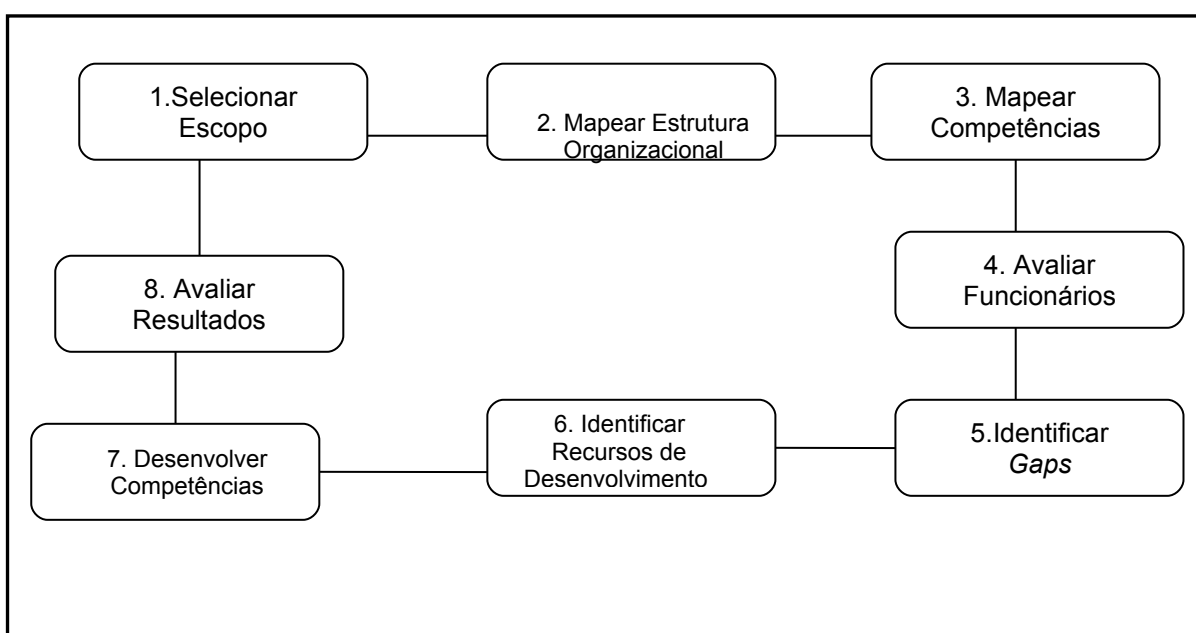 1.Selecionar
Escopo
2. Mapear Estrutura
Organizacional
3. Mapear
Competências
4. Avaliar
Funcionários
5.Identificar
Gaps
6. Identificar
Recursos de
Desenvolvimento
7. Desenvolver
Competências
8. Avaliar
Resultados